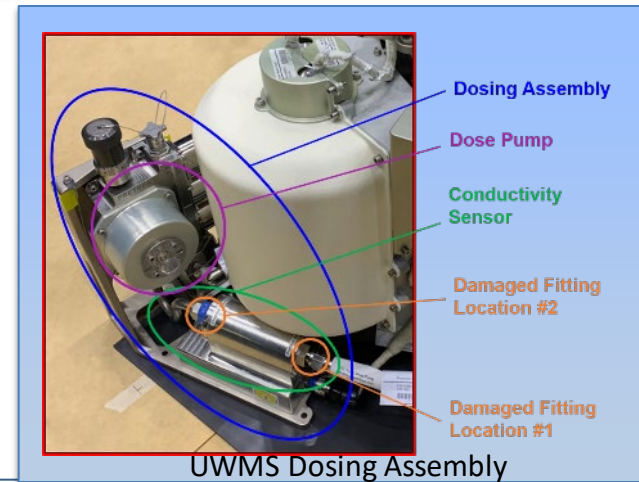 Dosing Assembly
Dose Pump
Conductivity
Sensor
Damaged Fitting
Location #2
Damaged Fitting
Location #1
UWMS Dosing Assembly